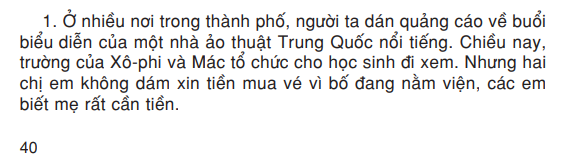 1. Ở nhiều nơi trong thành phố, người ta dán quảng cáo về buổi
biểu diễn của một nhà ảo thuật Trung Quốc nổi tiếng. Chiều nay,
trường của Xô-phi và Mác tổ chức cho học sinh đi xem. Nhưng hai
chị em không dám xin tiền mua vé vì bố đang nằm viện, các em
biết mẹ rất cần tiền.
40